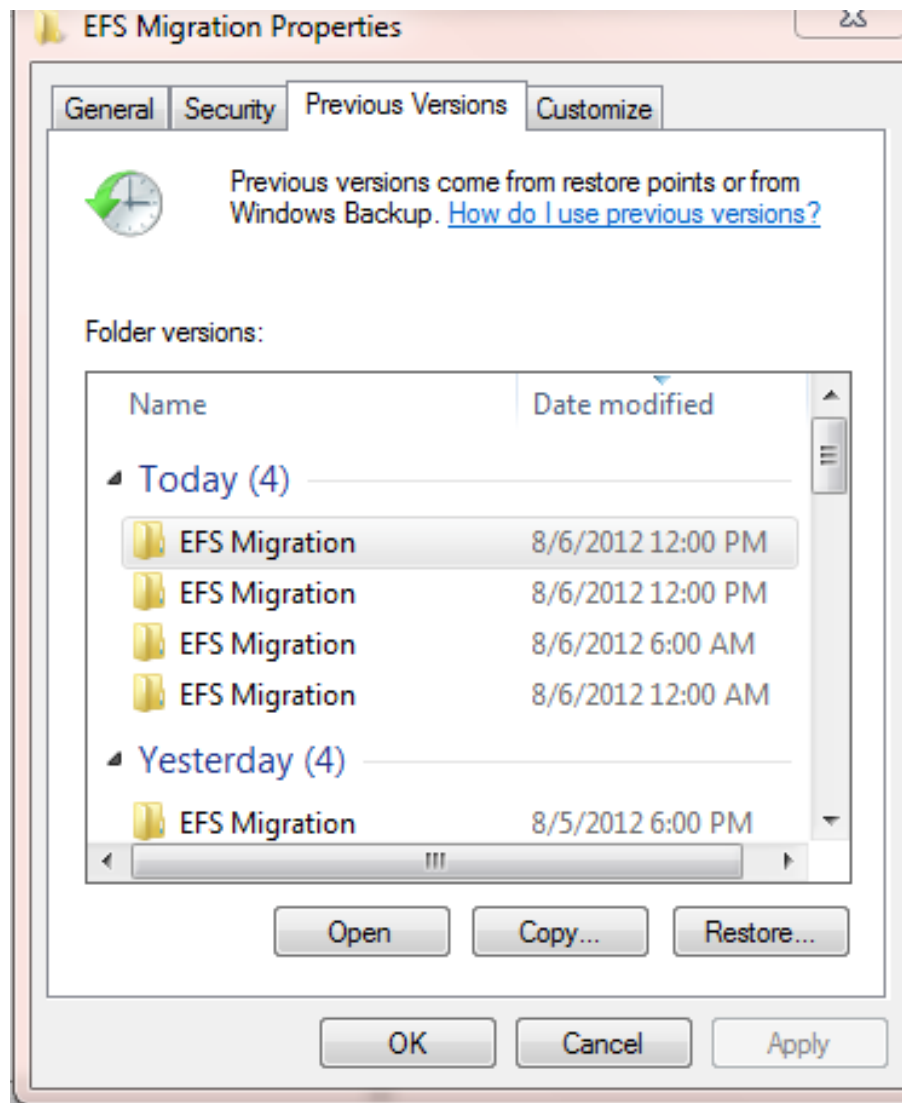 EFS Migration Properties
General Security Previous Versions Customize
Previous versions come from restore points or from
Windows Backup. How do I use previous versions?
Folder versions:
Name Date modified
Today (4)
EFS Migration 8/6/2012 12:00 PM
EFS Migration 8/6/2012 12:00 PM
EFS Migration 8/6/2012 6:00 AM
EFS Migration 8/6/2012 12:00 AM
Yesterday (4)
EFS Migration 8/5/2012 6:00 PM
Open Copy... Restore...
OK Cancel Apply